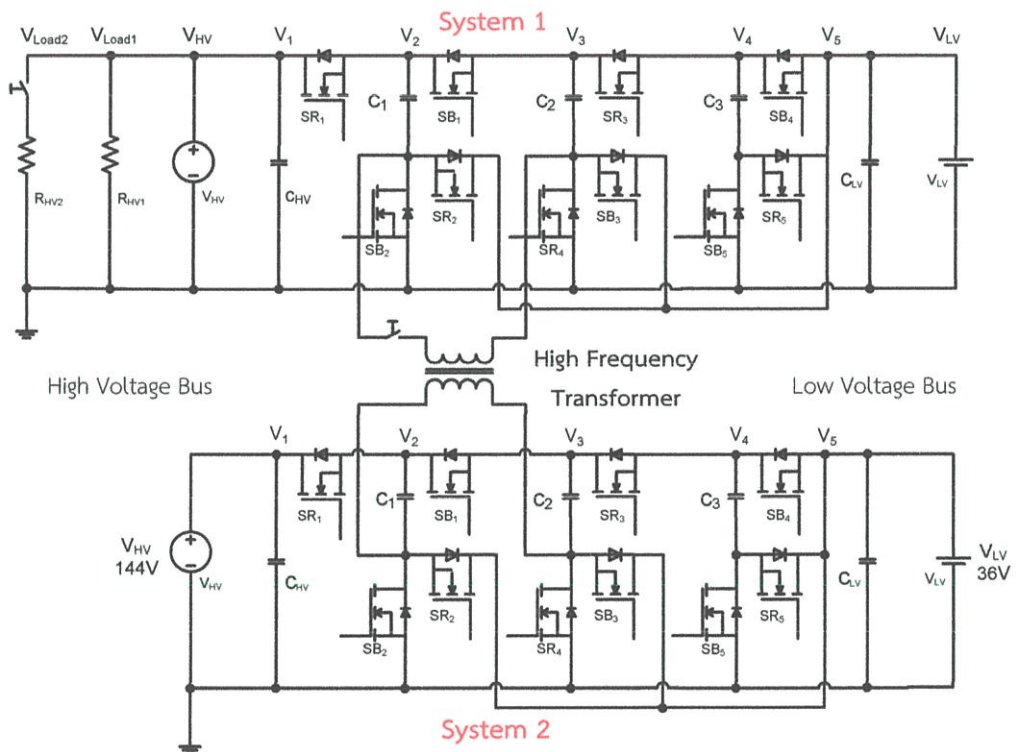 System 1
VLoad2 VLoad1 VHV V1 V2 V3 V4 V5 VLV
SR1 C1 SB1 C2 SR3 C3 SB4
RHV2 RHV1 VHV CHV SR2 SB3 SR5 CLV VLV
SB2 SR4 SB5
High Frequency
Transformer
High Voltage Bus
Low Voltage Bus
V1 V2 V3 V4 V5
SR1 C1 SB1 C2 SR3 C3 SB4
VHV
144V
VHV CHV SR2 SB3 SR5 CLV VLV
VLV
36V
SB2 SR4 SB5
System 2